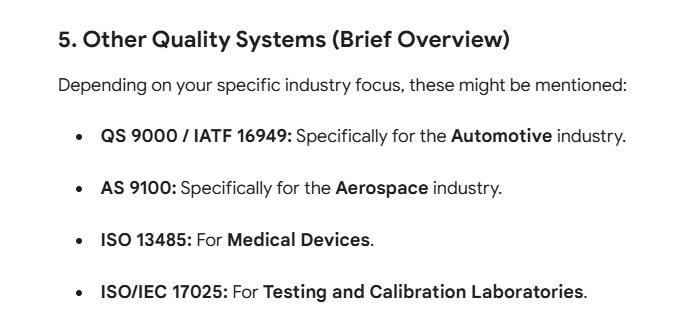 5. Other Quality Systems (Brief Overview)
Depending on your specific industry focus, these might be mentioned:
• QS 9000 / IATF 16949: Specifically for the Automotive industry.
• AS 9100: Specifically for the Aerospace industry.
• ISO 13485: For Medical Devices.
• ISO/IEC 17025: For Testing and Calibration Laboratories.